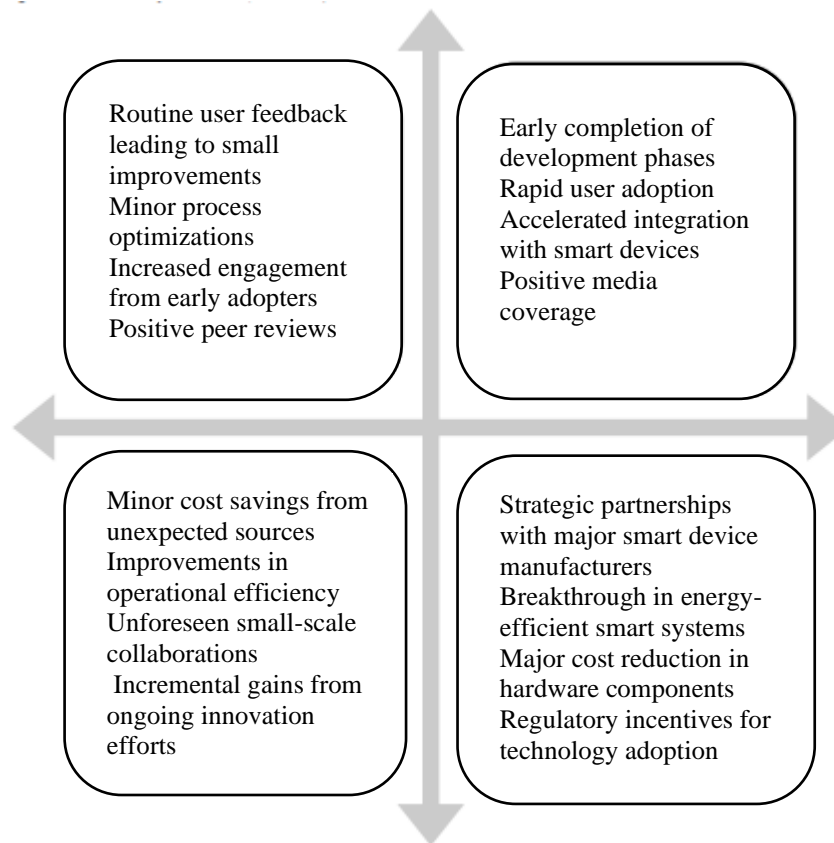 Routine user feedback
leading to small
improvements
Minor process
optimizations
Increased engagement
from early adopters
Positive peer reviews
Early completion of
development phases
Rapid user adoption
Accelerated integration
with smart devices
Positive media
coverage
Minor cost savings from
unexpected sources
Improvements in
operational efficiency
Unforeseen small-scale
collaborations
Incremental gains from
ongoing innovation
efforts
Strategic partnerships
with major smart device
manufacturers
Breakthrough in energy-
efficient smart systems
Major cost reduction in
hardware components
Regulatory incentives for
technology adoption